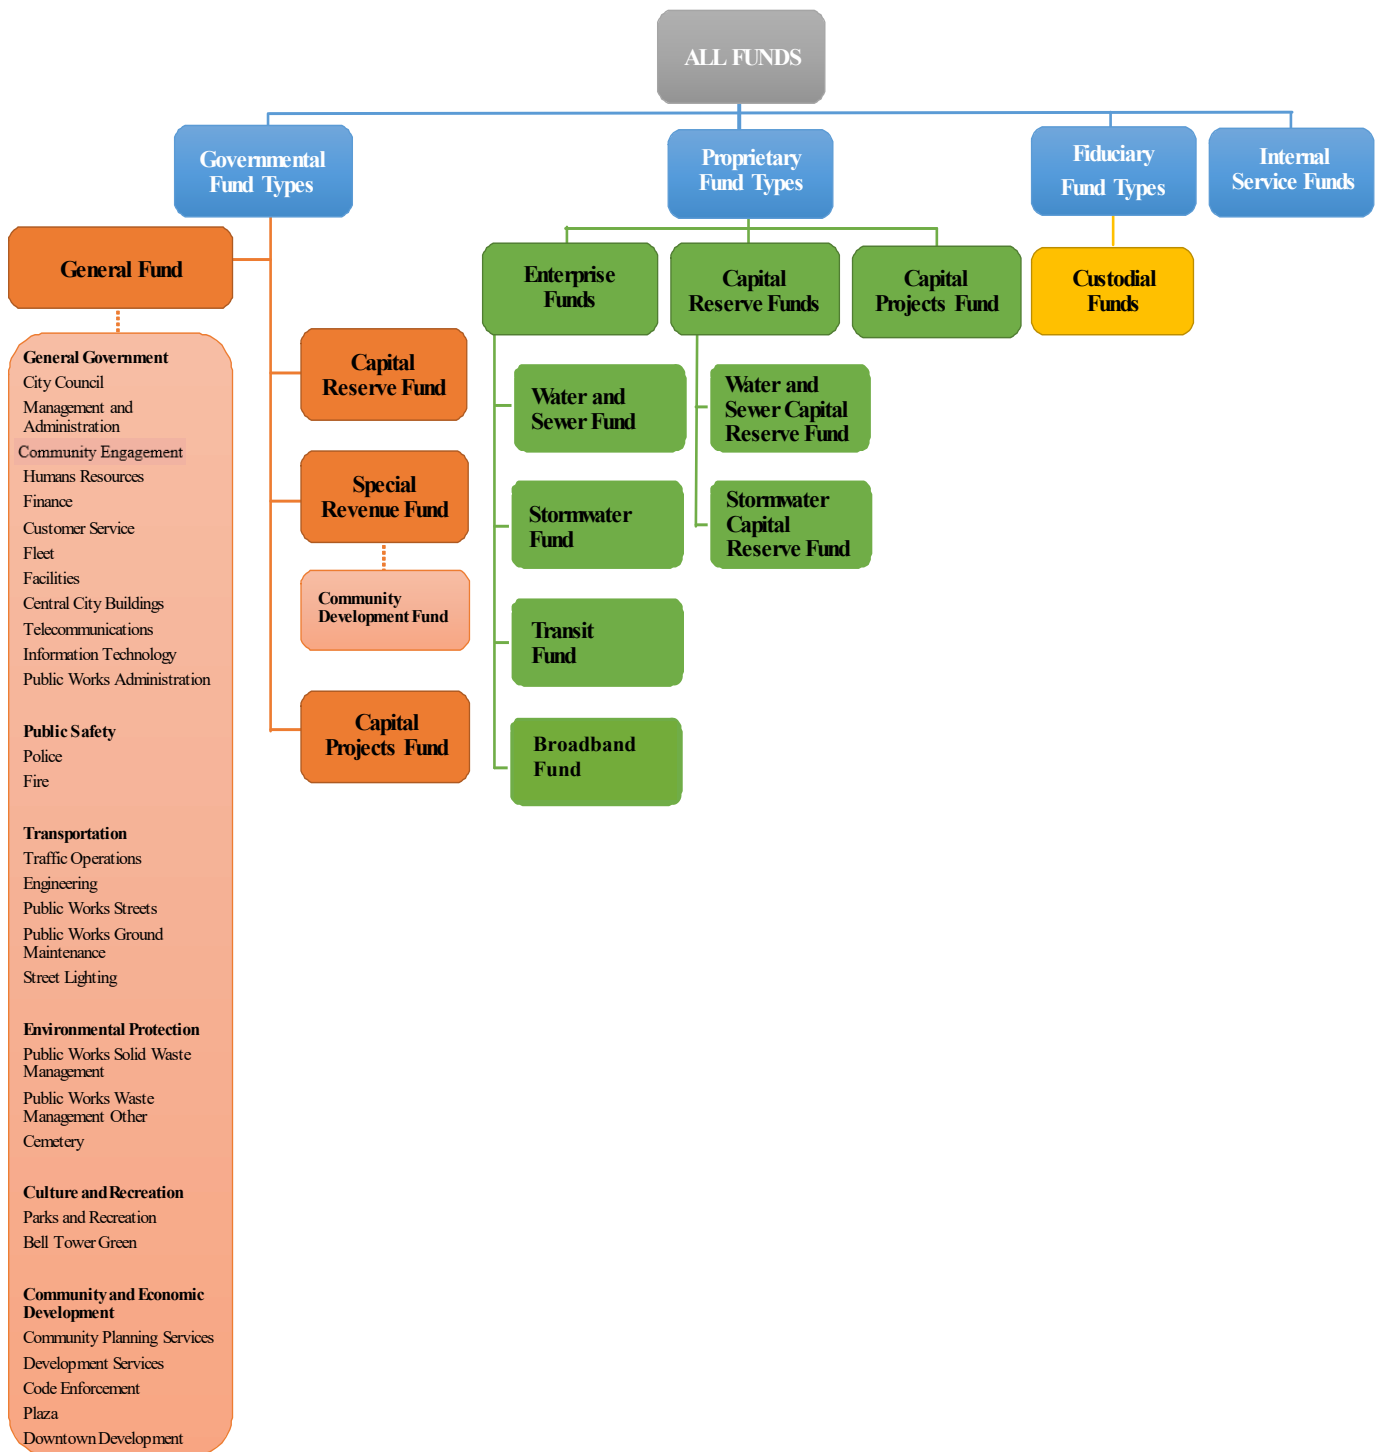 ALL FUNDS
Governmental
Fund Types
Proprietary
Fund Types
Fiduciary
Fund Types
Internal
Service Funds
General Fund
General Government
City Council
Management and
Administration
Community Engagement
Humans Resources
Finance
Customer Service
Fleet
Facilities
Central City Buildings
Telecommunications
Information Technology
Public Works Administration
Public Safety
Police
Fire
Transportation
Traffic Operations
Engineering
Public Works Streets
Public Works Ground
Maintenance
Street Lighting
Environmental Protection
Public Works Solid Waste
Management
Public Works Waste
Management Other
Cemetery
Culture and Recreation
Parks and Recreation
Bell Tower Green
Community and Economic
Development
Community Planning Services
Development Services
Code Enforcement
Plaza
Downtown Development
Capital
Reserve Fund
Special
Revenue Fund
Community
Development Fund
Capital
Projects Fund
Enterprise
Funds
Water and
Sewer Fund
Stormwater
Fund
Transit
Fund
Broadband
Fund
Capital
Reserve Funds
Water and
Sewer Capital
Reserve Fund
Stormwater
Capital
Reserve Fund
Capital
Projects Fund
Custodial
Funds